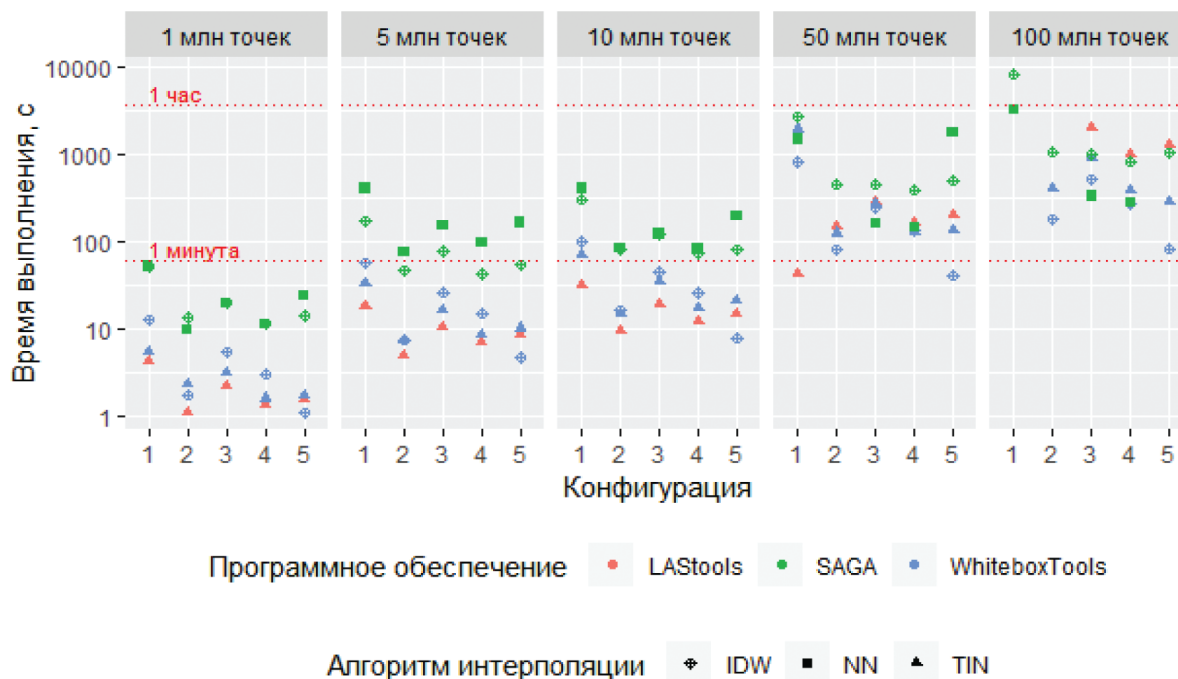 1 млн точек 5 млн точек 10 млн точек 50 млн точек 100 млн точек
Время выполнения, с
10000
1000
100
10
1
1 час
1 минута
1 2 3 4 5 1 2 3 4 5 1 2 3 4 5 1 2 3 4 5 1 2 3 4 5
Конфигурация
Программное обеспечение LAStools SAGA WhiteboxTools
Алгоритм интерполяции IDW NN TIN